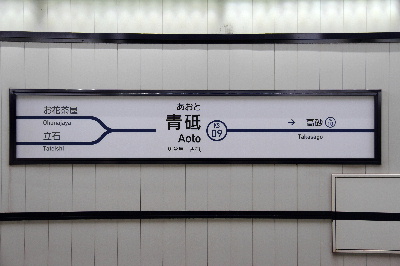 お花茶屋
Ohanajaya
立石
Tateishi
あおと
青砥
Aoto
KS
09
→ 高砂
Takasago